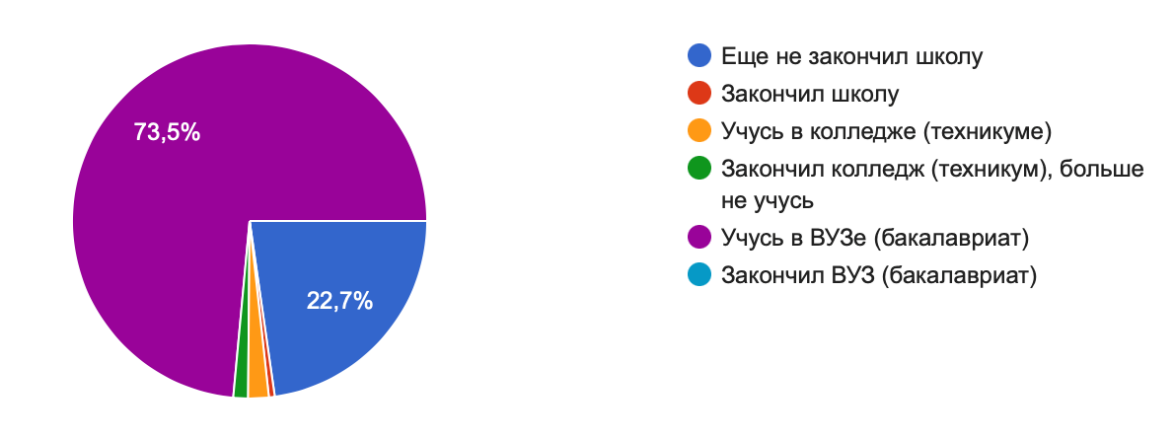 73,5%
22,7%
Еще не закончил школу
Закончил школу
Учусь в колледже (техникуме)
Закончил колледж (техникум), больше
не учусь
Учусь в ВУЗе (бакалавриат)
Закончил ВУЗ (бакалавриат)